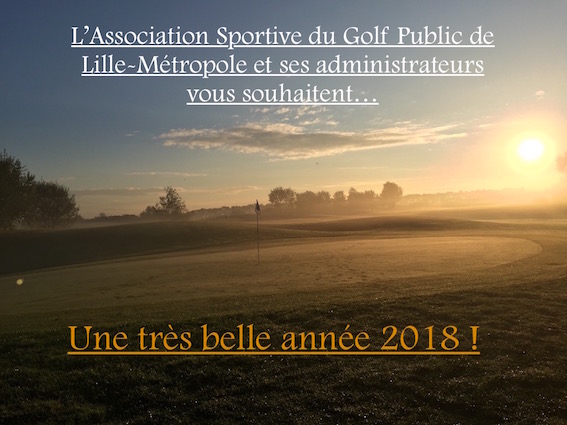 L’Association Sportive du Golf Public de
Lille-Métropole et ses administrateurs
vous souhaitent…
Une très belle année 2018 !